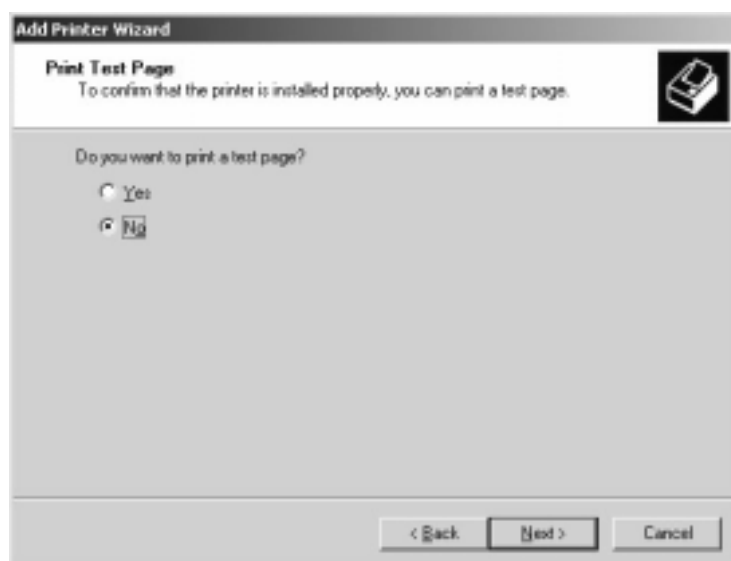 Add Printer Wizard
Print Test Page
To confirm that the printer is installed properly, you can print a test page.
Do you want to print a test page?
Yes
No
< Back
Next >
Cancel